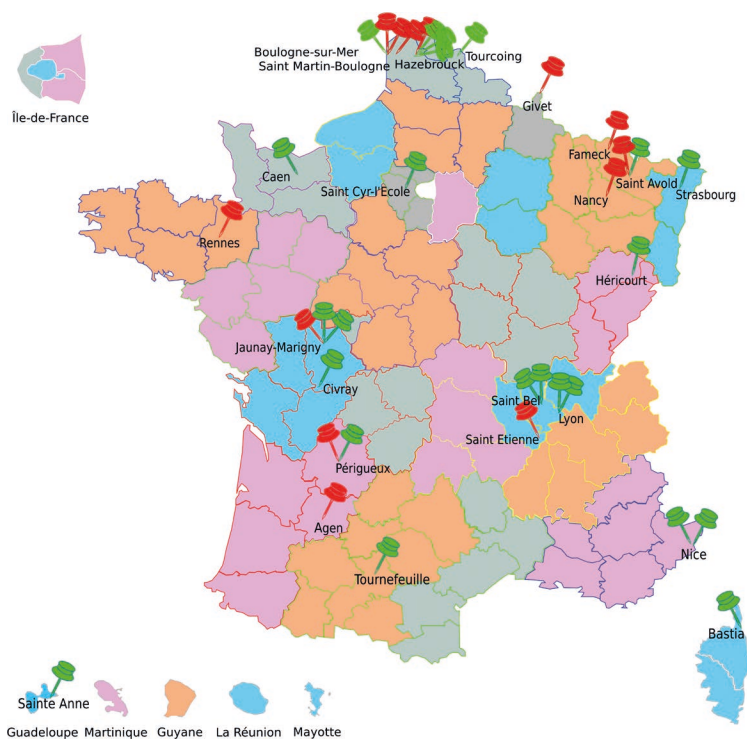 Boulogne-sur-Mer
Tourcoing
Saint Martin-Boulogne
Hazebrouck
Île-de-France
Givet
Fameck
Caen
Saint Cyr-l'École
Saint Avold
Nancy
Strasbourg
Rennes
Héricourt
Jaunay-Marigny
Civray
Saint Bel
Lyon
Saint Etienne
Périgueux
Agen
Nice
Tournefeuille
Bastia
Sainte Anne
Guadeloupe
Martinique
Guyane
La Réunion
Mayotte